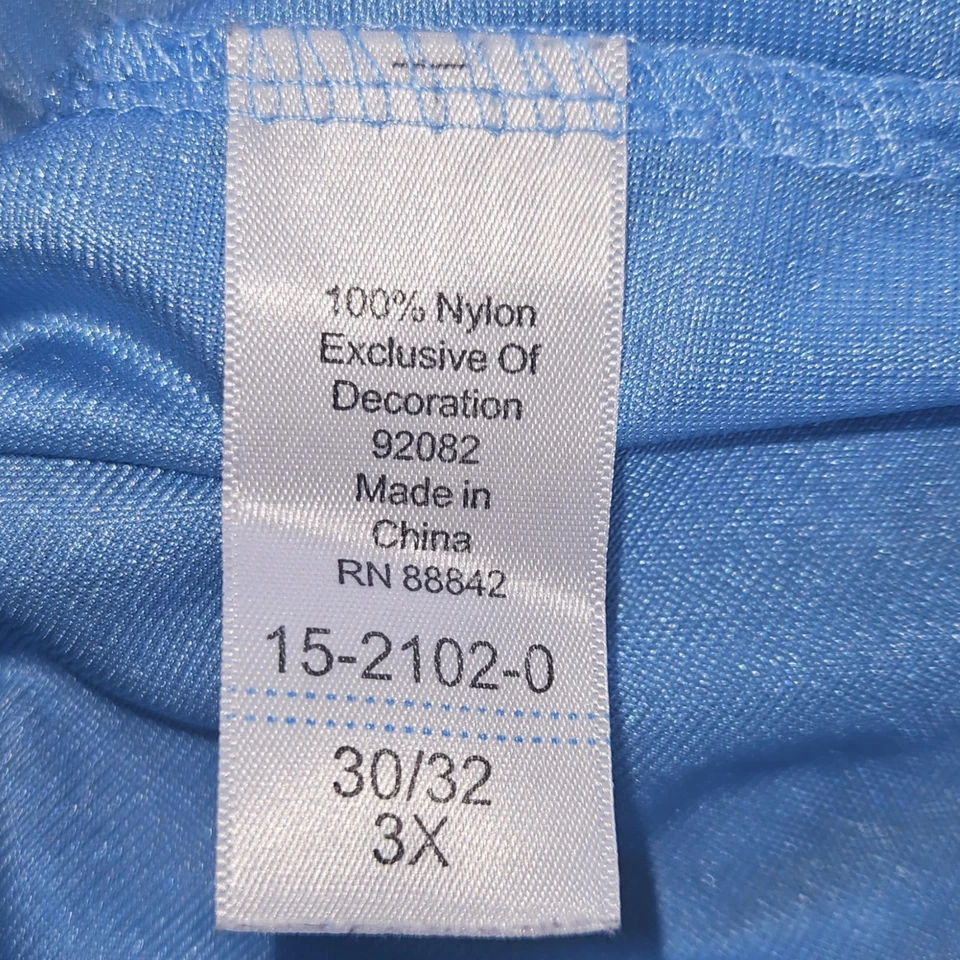 100% Nylon
Exclusive Of
Decoration
92082
Made in
China
RN 88842
15-2102-0
30/32
3X